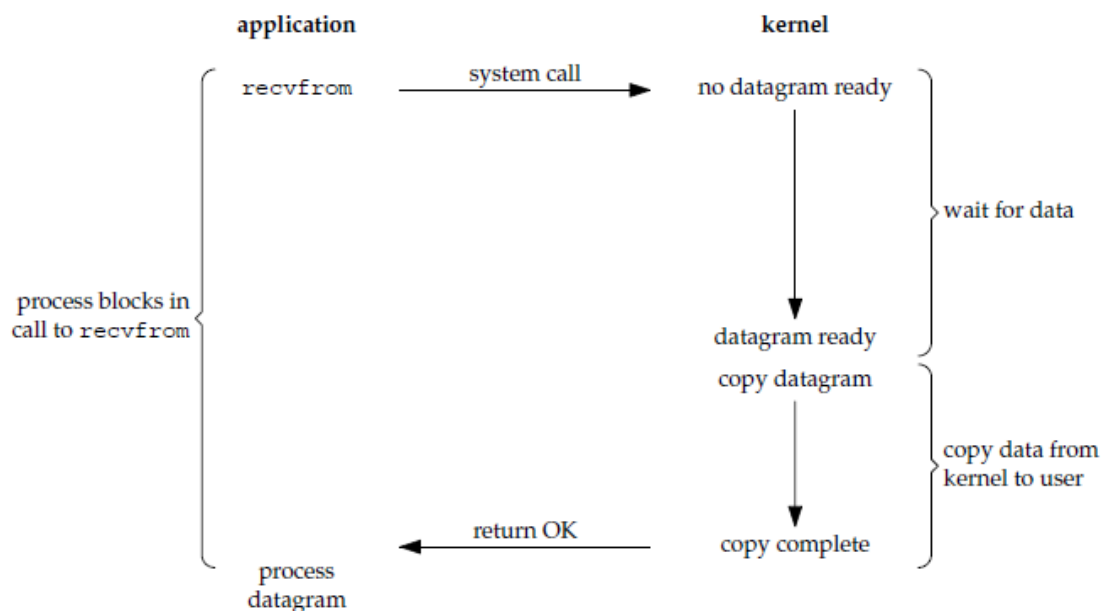 application
kernel
recvfrom
system call
no datagram ready
wait for data
process blocks in
call to recvfrom
datagram ready
copy datagram
copy data from
kernel to user
return OK
copy complete
process
datagram